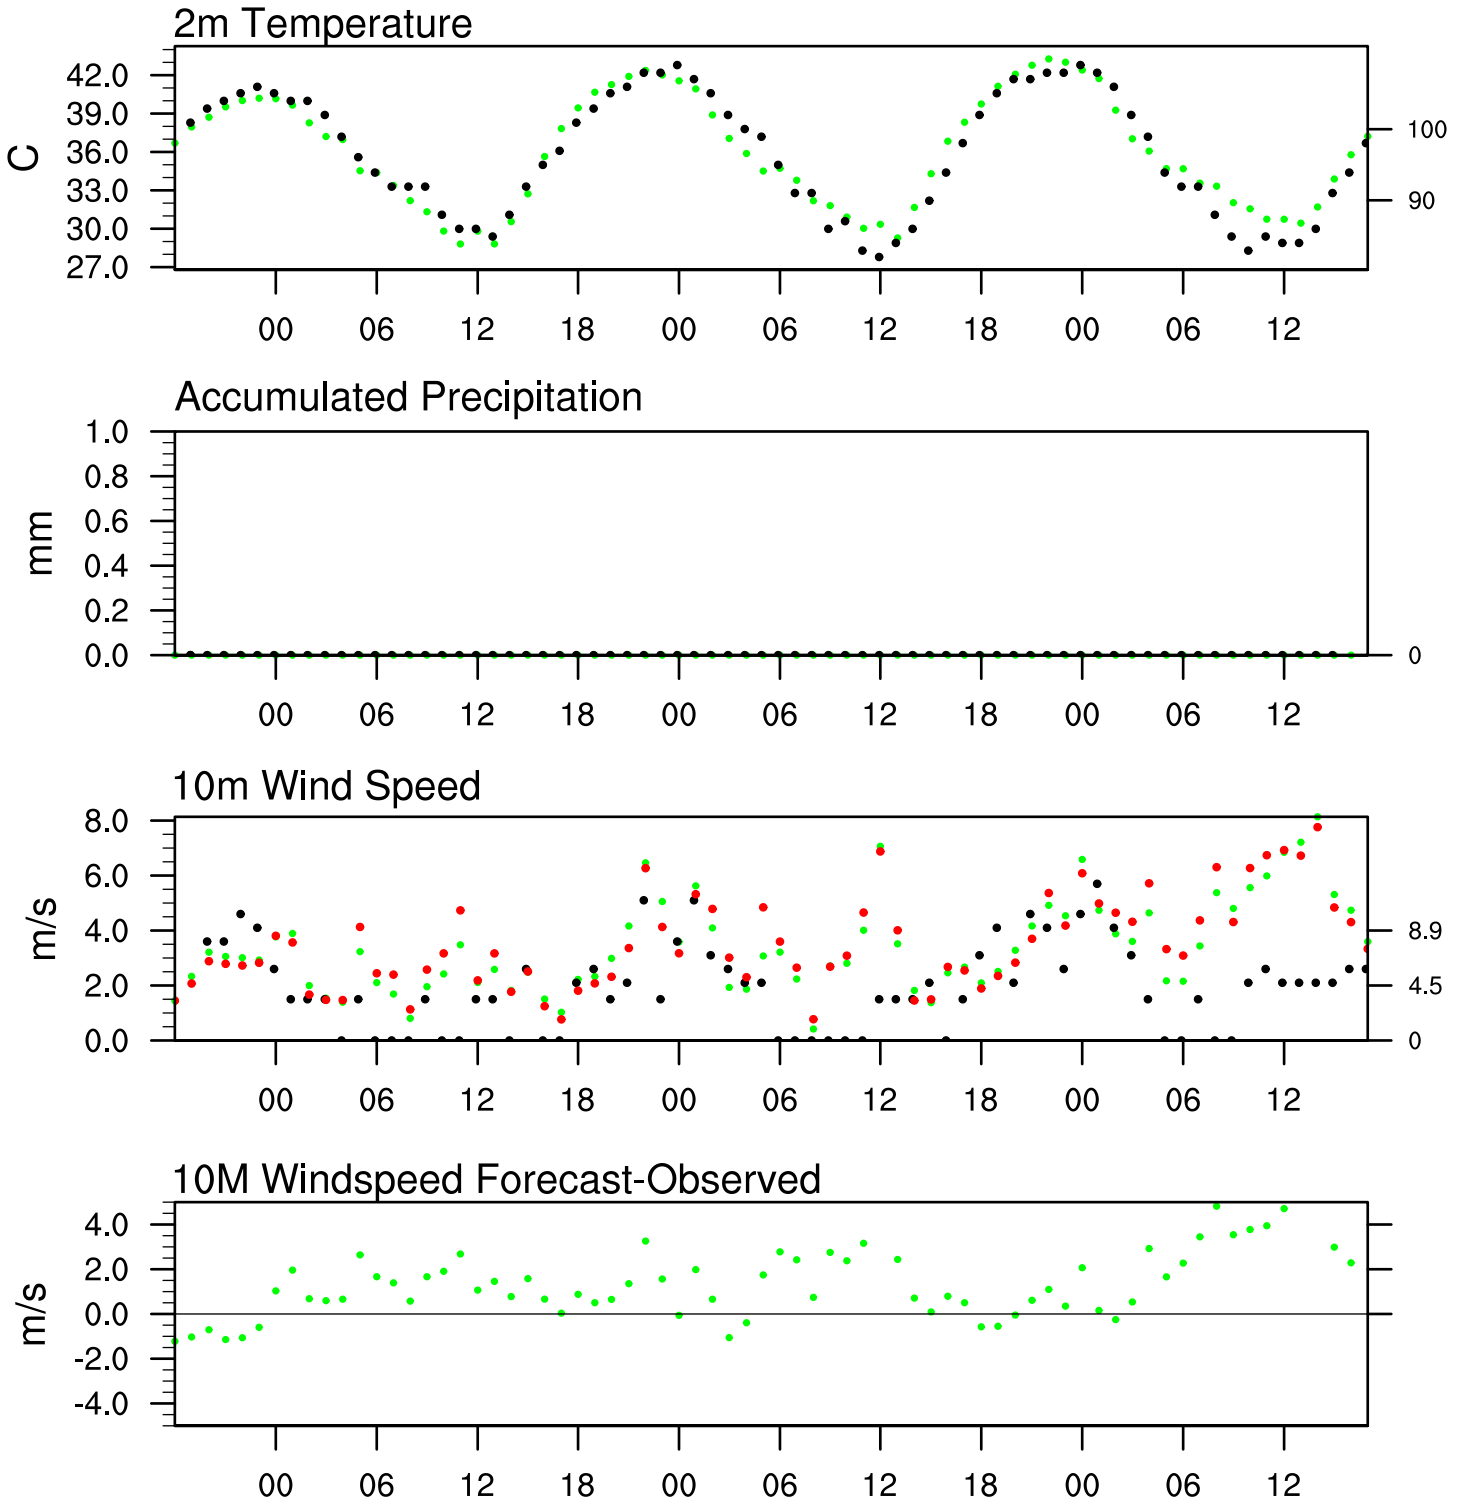 2m Temperature
42.0
39.0
36.0
33.0
30.0
27.0
C
100
90
00 06 12 18 00 06 12 18 00 06 12
Accumulated Precipitation
1.0
0.8
0.6
0.4
0.2
0.0
mm
0
00 06 12 18 00 06 12 18 00 06 12
10m Wind Speed
8.0
6.0
4.0
2.0
0.0
m/s
8.9
4.5
0
00 06 12 18 00 06 12 18 00 06 12
10M Windspeed Forecast-Observed
4.0
2.0
0.0
-2.0
-4.0
m/s
00 06 12 18 00 06 12 18 00 06 12